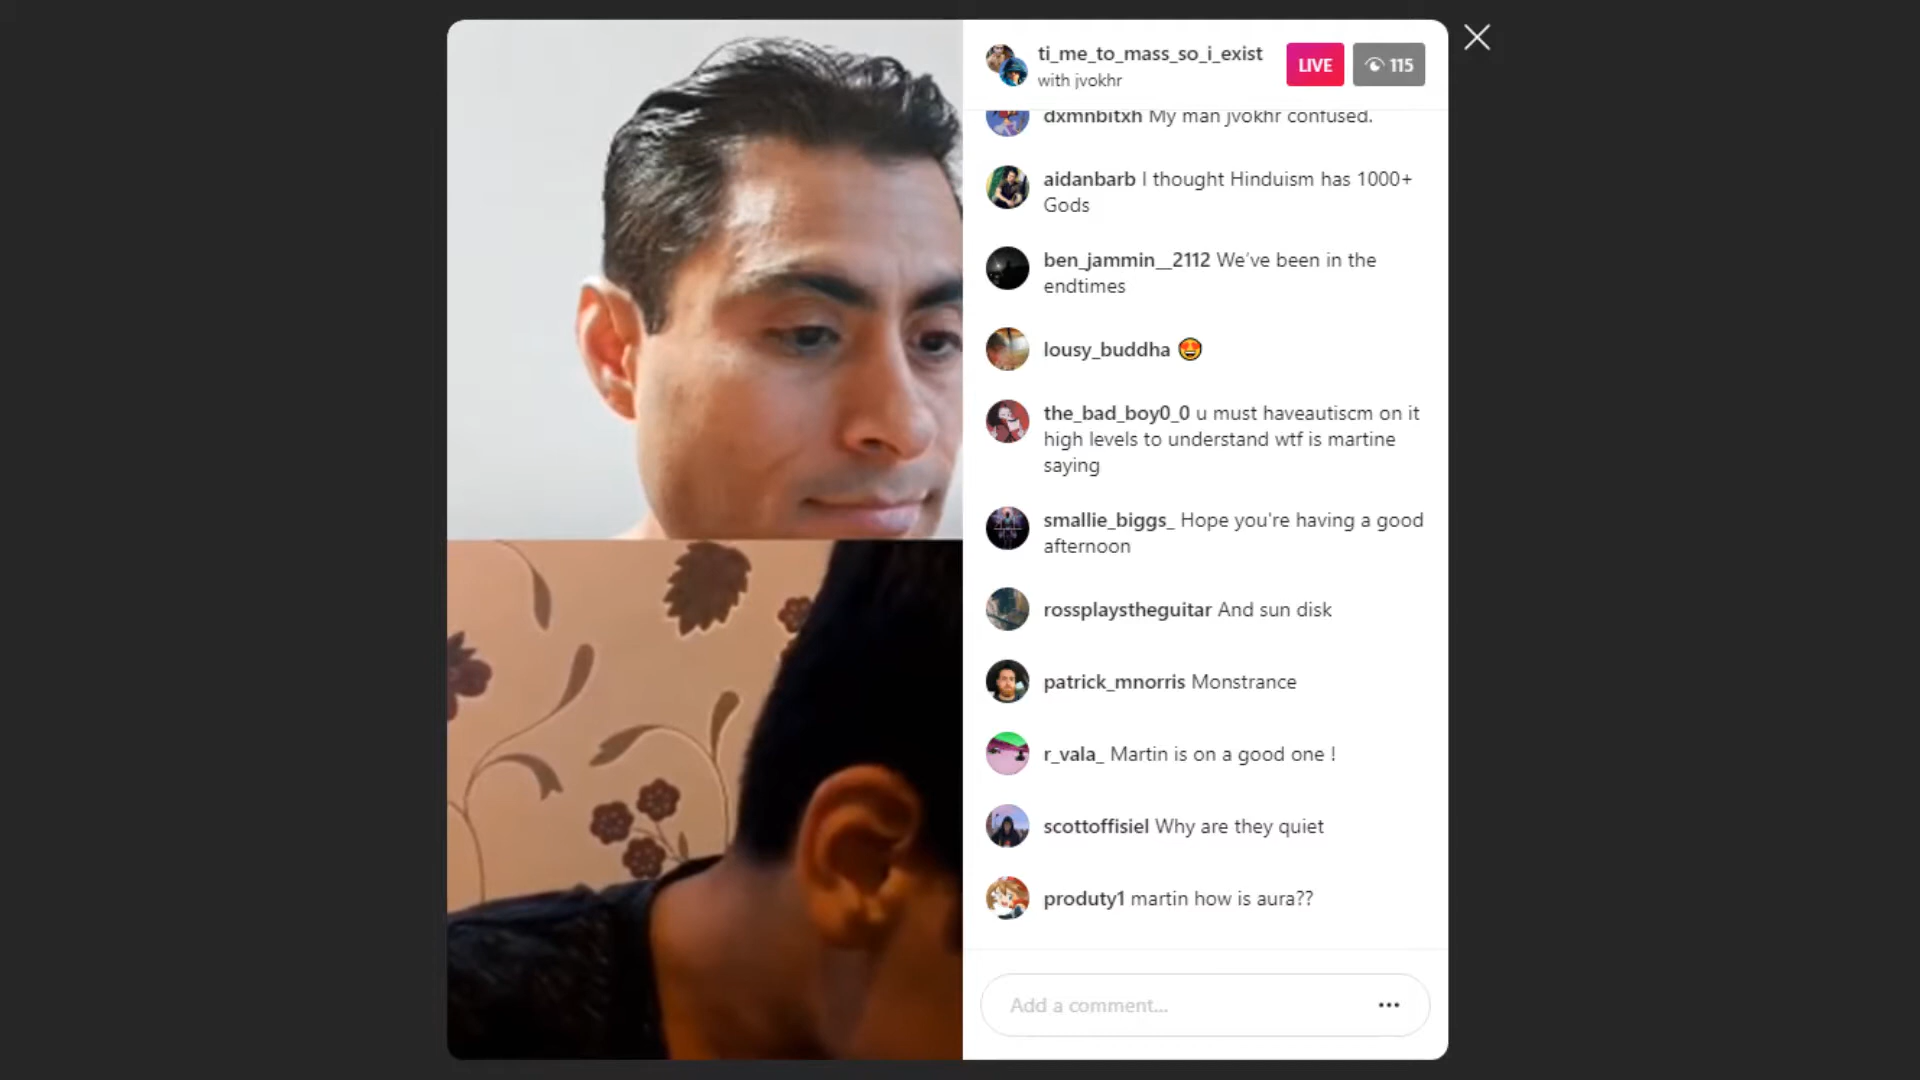 ti_me_to_mass_so_i_exist
with jvokhr
LIVE
115
dxmnbitxh My man jvokhr confused.
aidanbarb I thought Hinduism has 1000+
Gods
ben_jammin__2112 We've been in the
endtimes
lousy_buddha 😍
the_bad_boy0_0 u must haveautiscm on it
high levels to understand wtf is martine
saying
smallie_biggs_ Hope you're having a good
afternoon
rossplaystheguitar And sun disk
patrick_mnorris Monstrance
r_vala_ Martin is on a good one !
scottoffisiel Why are they quiet
produty1 martin how is aura??
Add a comment...